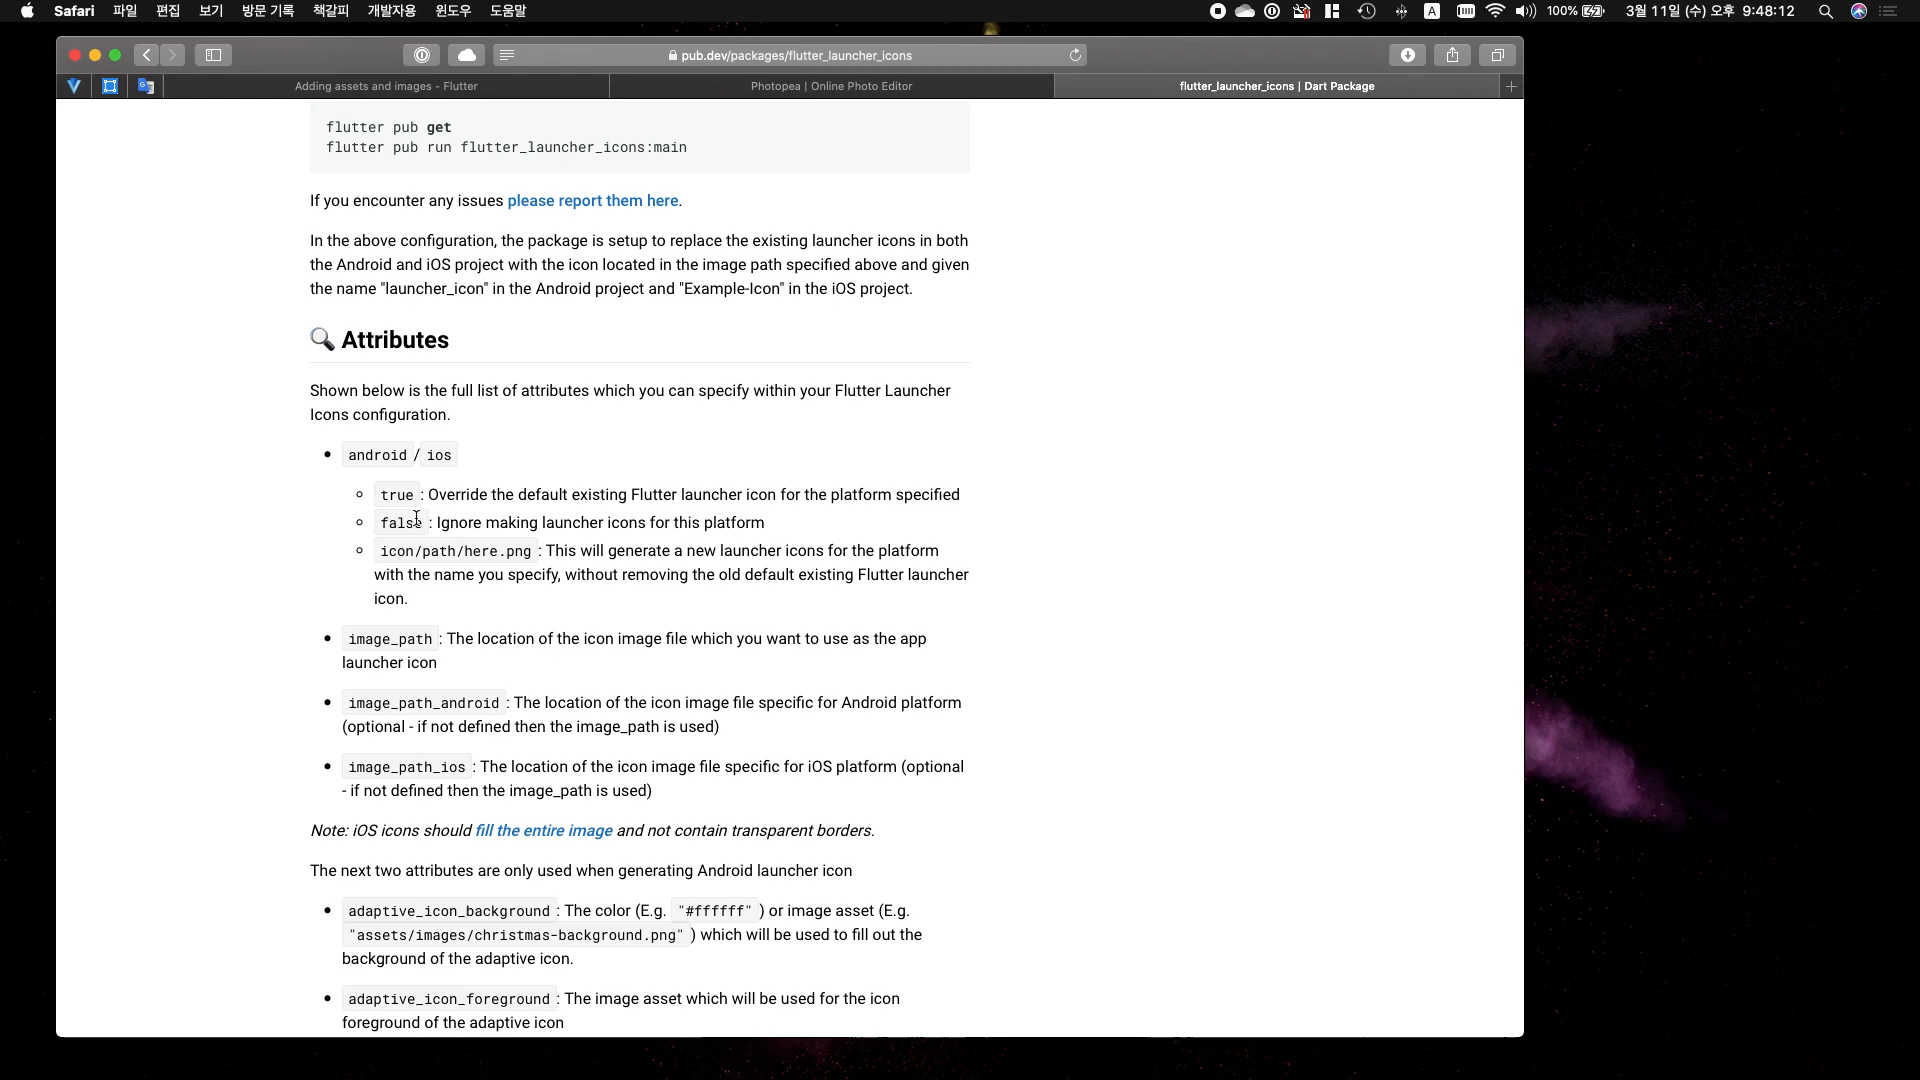 Safari 파일 편집 보기 방문 기록 책갈피 개발자용 윈도우 도움말 A 100% 3월 11일 (수) 오후 9:48:12
pub.dev/packages/flutter_launcher_icons
Adding assets and images - Flutter
Photopea | Online Photo Editor
flutter_launcher_icons | Dart Package
flutter pub get
flutter pub run flutter_launcher_icons:main
If you encounter any issues please report them here.
In the above configuration, the package is setup to replace the existing launcher icons in both
the Android and iOS project with the icon located in the image path specified above and given
the name "launcher_icon" in the Android project and "Example-Icon" in the iOS project.
🔍 Attributes
Shown below is the full list of attributes which you can specify within your Flutter Launcher
Icons configuration.
android / ios
true : Override the default existing Flutter launcher icon for the platform specified
false : Ignore making launcher icons for this platform
icon/path/here.png : This will generate a new launcher icons for the platform
with the name you specify, without removing the old default existing Flutter launcher
icon.
image_path : The location of the icon image file which you want to use as the app
launcher icon
image_path_android : The location of the icon image file specific for Android platform
(optional - if not defined then the image_path is used)
image_path_ios : The location of the icon image file specific for iOS platform (optional
- if not defined then the image_path is used)
Note: iOS icons should fill the entire image and not contain transparent borders.
The next two attributes are only used when generating Android launcher icon
adaptive_icon_background : The color (E.g. "#ffffff" ) or image asset (E.g.
"assets/images/christmas-background.png" ) which will be used to fill out the
background of the adaptive icon.
adaptive_icon_foreground : The image asset which will be used for the icon
foreground of the adaptive icon